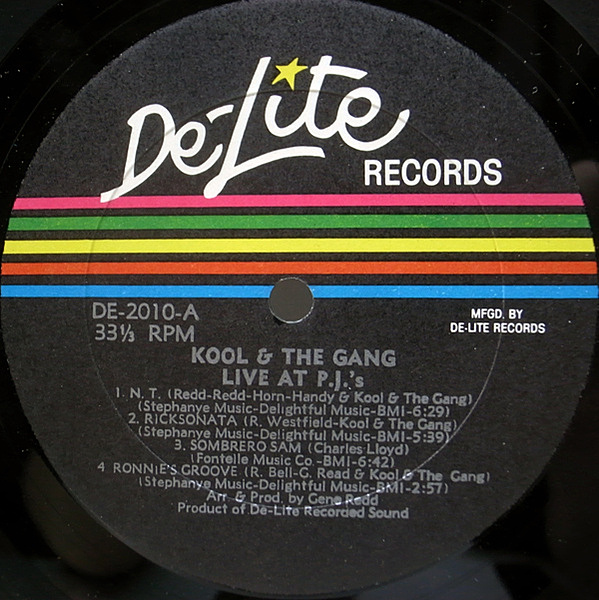 De-Lite
RECORDS
DE-2010-A
33⅓ RPM
MFGD. BY
DE-LITE RECORDS
KOOL & THE GANG
LIVE AT P.J.'s
1. N. T. (Redd-Redd-Horn-Handy & Kool & The Gang)
(Stephanye Music-Delightful Music-BMI-6:29)
2. RICKSONATA (R. Westfield-Kool & The Gang)
(Stephanye Music-Delightful Music-BMI-5:39)
3. SOMBRERO SAM (Charles Lloyd)
(Fontelle Music Co.-BMI-6:42)
4 RONNIE'S GROOVE (R. Bell-G. Read & Kool & The Gang)
(Stephanye Music-Delightful Music-BMI-2:57)
Arr. & Prod. by Gene Redd
Product of De-Lite Recorded Sound